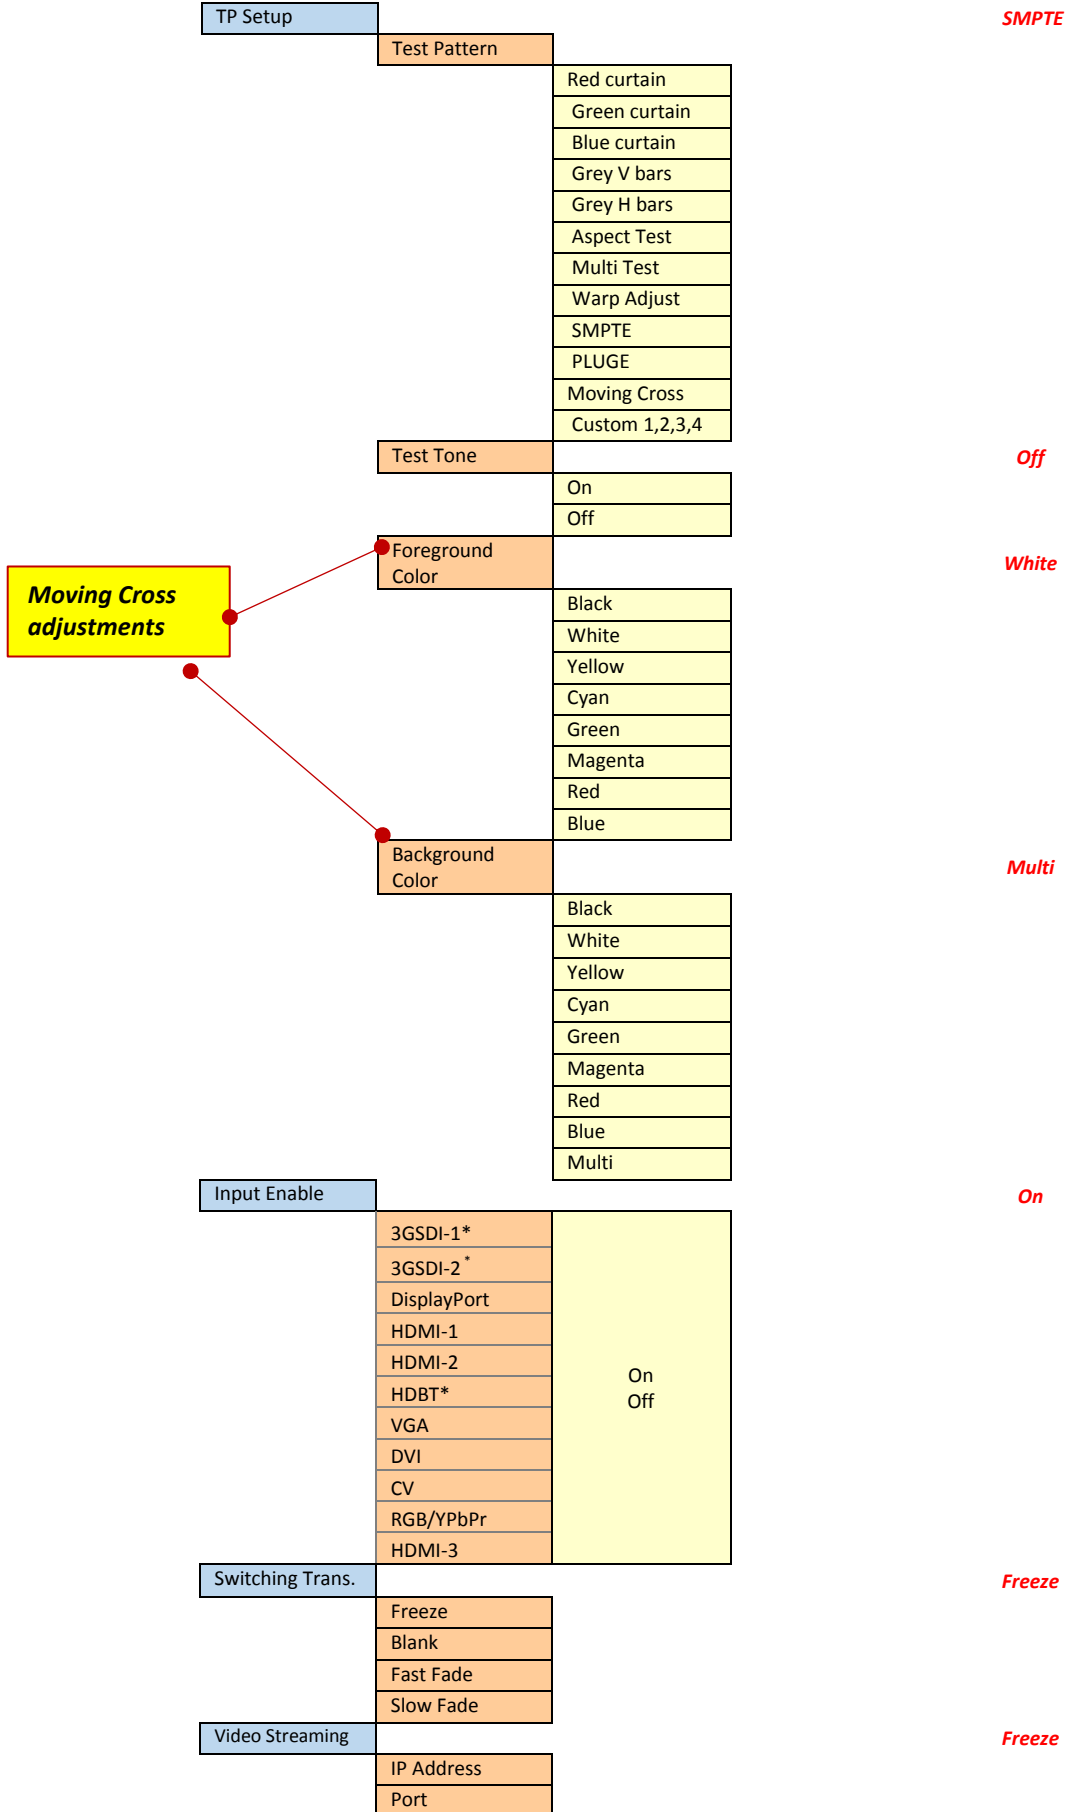 TP Setup
SMPTE
Test Pattern
Red curtain
Green curtain
Blue curtain
Grey V bars
Grey H bars
Aspect Test
Multi Test
Warp Adjust
SMPTE
PLUGE
Moving Cross
Custom 1,2,3,4
Test Tone
Off
On
Off
Foreground
Color
White
Moving Cross
adjustments
Black
White
Yellow
Cyan
Green
Magenta
Red
Blue
Background
Color
Multi
Black
White
Yellow
Cyan
Green
Magenta
Red
Blue
Multi
Input Enable
On
3GSDI-1*
3GSDI-2*
DisplayPort
HDMI-1
HDMI-2
HDBT*
VGA
DVI
CV
RGB/YPbPr
HDMI-3
On
Off
Switching Trans.
Freeze
Freeze
Blank
Fast Fade
Slow Fade
Video Streaming
Freeze
IP Address
Port